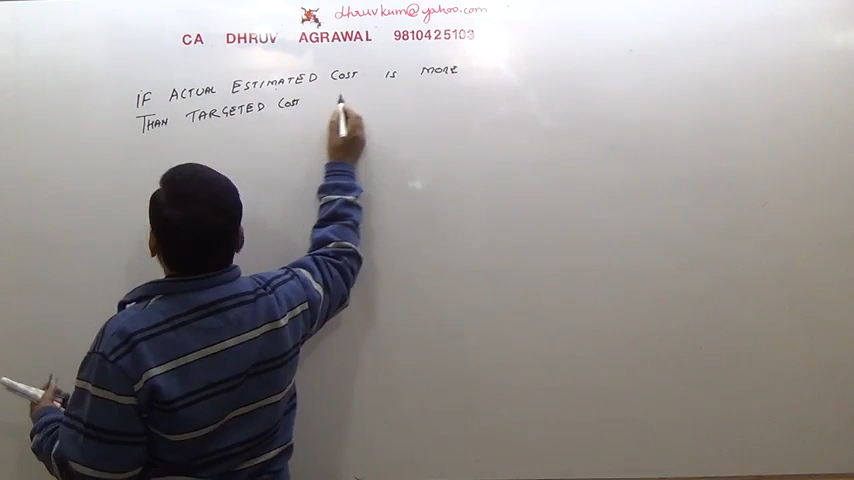 dhruvkum@yahoo.com
CA DHRUV AGRAWAL 9810425103
IF ACTUAL ESTIMATED COST IS MORE
THAN TARGETED COST